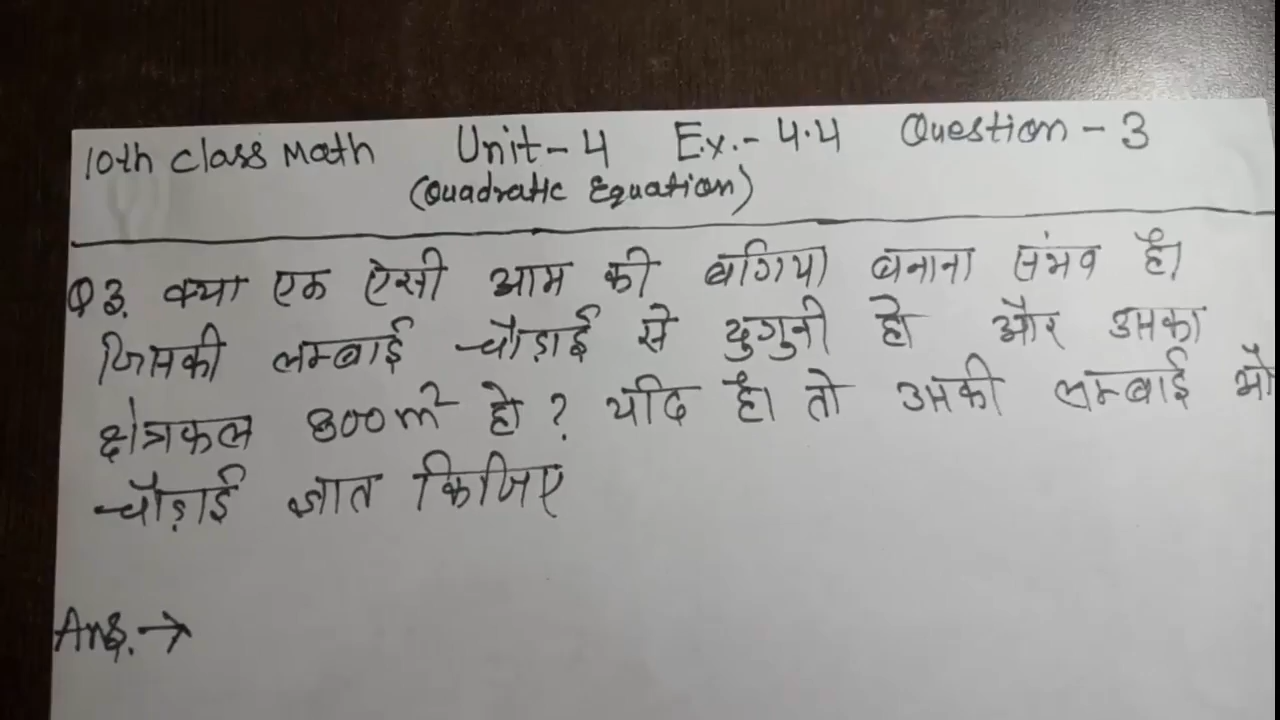 10th Class Math Unit-4 Ex.- 4.4 Question - 3
(Quadratic Equation)
Q3. क्या एक ऐसी आम की बगिया बनाना संभव है।
जिसकी लम्बाई चौड़ाई से दुगुनी हो और उसका
क्षेत्रफल 800m² हो? यदि है। तो उसकी लम्बाई
चौड़ाई ज्ञात किजिए
Ans. →